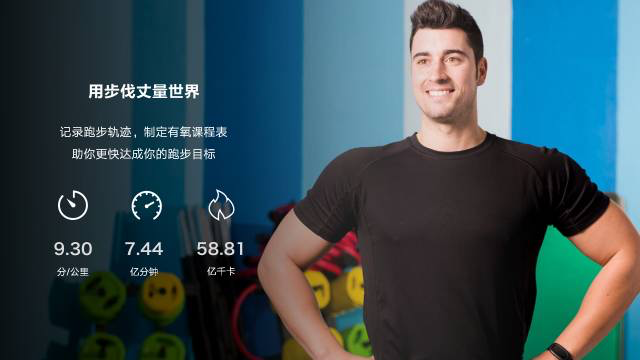 用步伐丈量世界
记录跑步轨迹，制定有氧课程表
助你更快达成你的跑步目标
9.30 7.44 58.81
分/公里 亿分钟 亿千卡